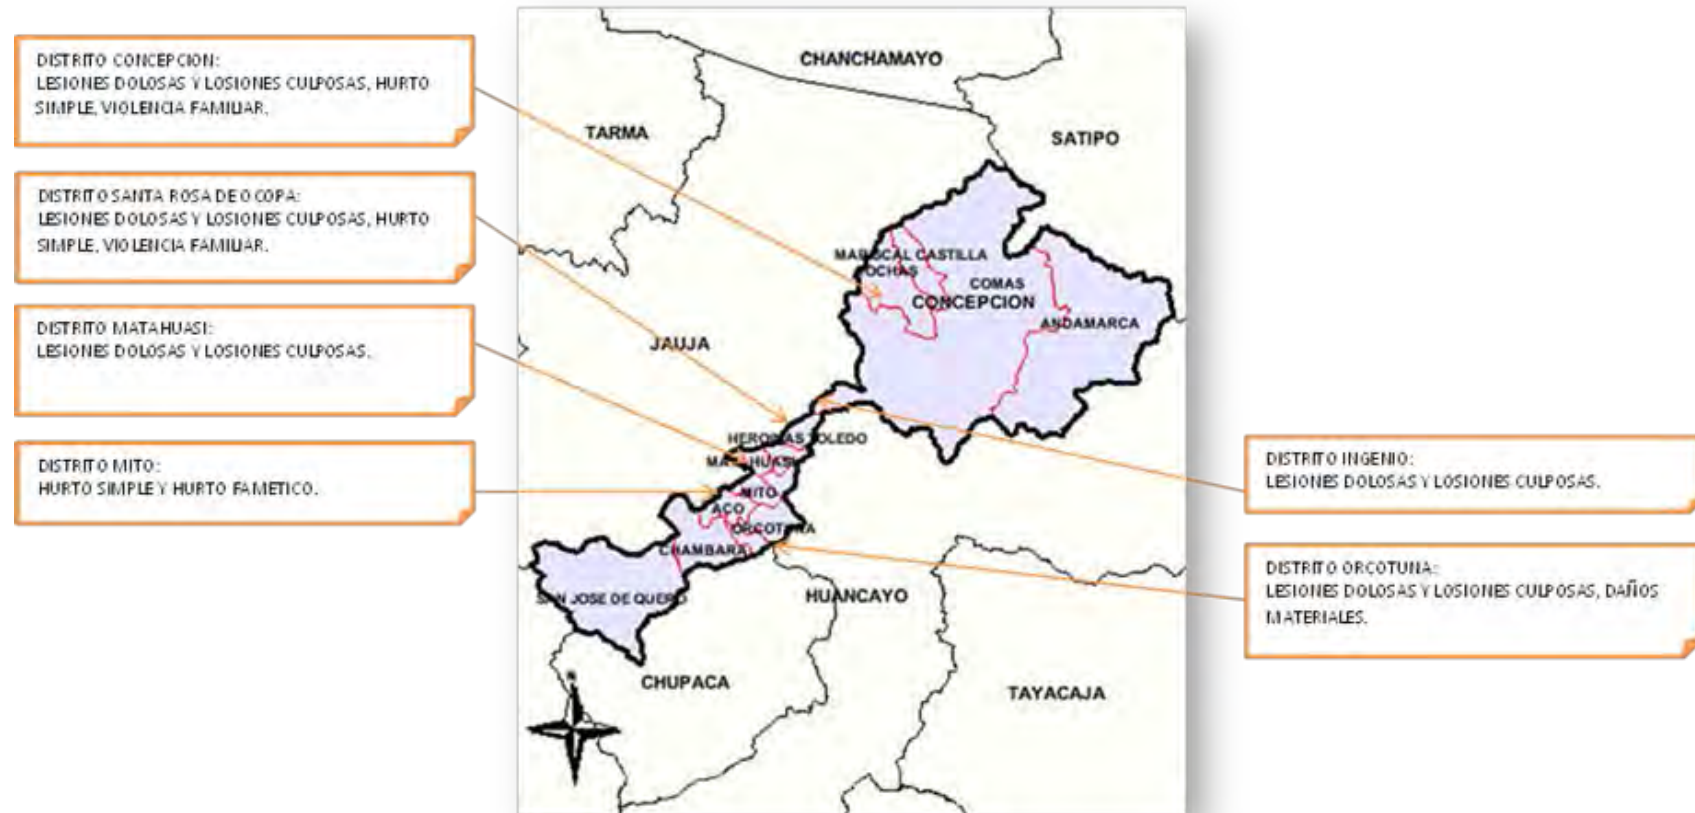 DISTRITO CONCEPCION:
LESIONES DOLOSAS Y LOSIONES CULPOSAS, HURTO
SIMPLE, VIOLENCIA FAMILIAR.
DISTRITO SANTA ROSA DE OCOPA:
LESIONES DOLOSAS Y LOSIONES CULPOSAS, HURTO
SIMPLE, VIOLENCIA FAMILIAR.
DISTRITO MATAHUASI:
LESIONES DOLOSAS Y LOSIONES CULPOSAS.
DISTRITO MITO:
HURTO SIMPLE Y HURTO FAMETICO.
CHANCHAMAYO
TARMA
SATIPO
MARISCAL CASTILLA
COCHAS
COMAS
CONCEPCION
ANDAMARCA
JAUJA
HEROINAS TOLEDO
MATAHUASI
MITO
ACO
ORCOTUNA
CHAMBARA
SAN JOSE DE QUERO
HUANCAYO
CHUPACA
TAYACAJA
DISTRITO INGENIO:
LESIONES DOLOSAS Y LOSIONES CULPOSAS.
DISTRITO ORCOTUNA:
LESIONES DOLOSAS Y LOSIONES CULPOSAS, DAÑOS
MATERIALES.